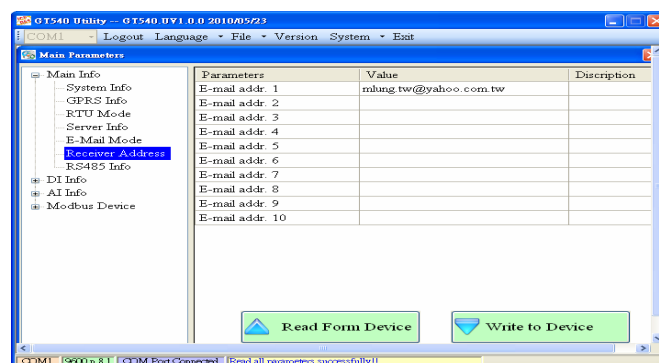 GT540 Utility -- GT540.UV1.0.0 2010/05/23
COM1 Logout Language File Version System Exit
Main Parameters
Main Info
System Info
GPRS Info
RTU Mode
Server Info
E-Mail Mode
Receiver Address
RS485 Info
DI Info
AI Info
Modbus Device
Parameters Value Discription
E-mail addr. 1 mlung.tw@yahoo.com.tw
E-mail addr. 2
E-mail addr. 3
E-mail addr. 4
E-mail addr. 5
E-mail addr. 6
E-mail addr. 7
E-mail addr. 8
E-mail addr. 9
E-mail addr. 10
Read Form Device Write to Device
COM1 9600,n,8,1 COM Port Connected [Read all parameters successfully!]